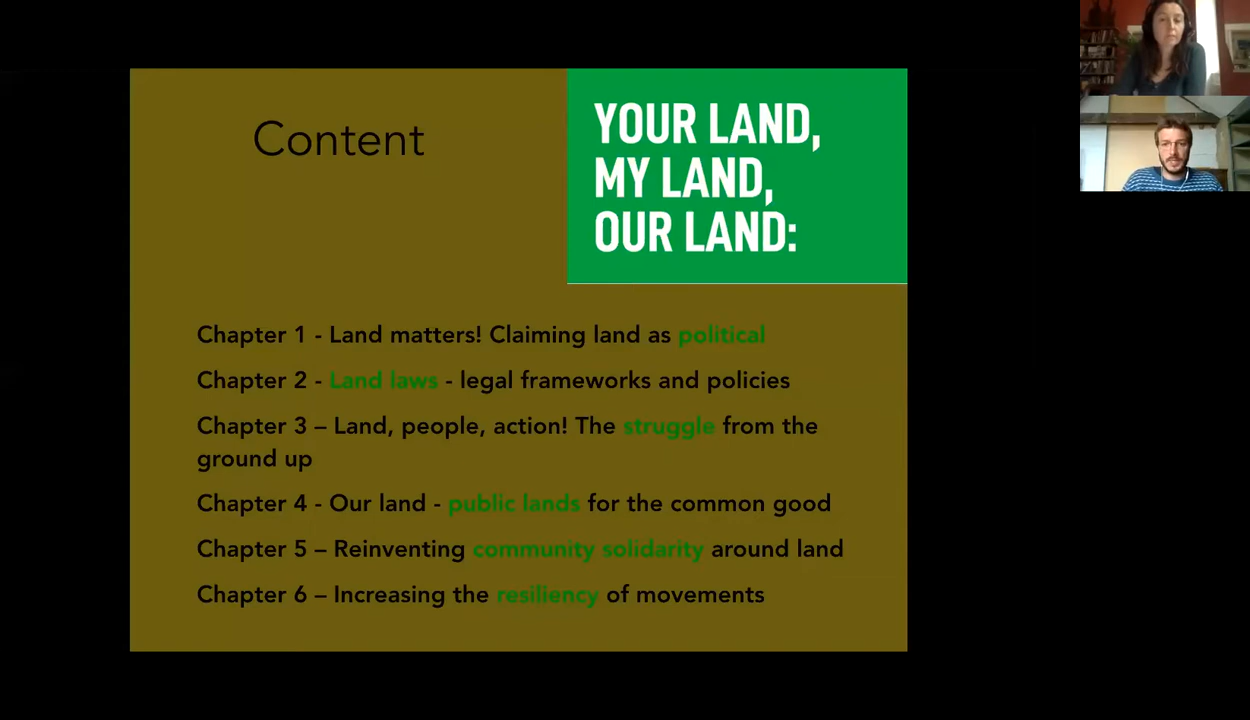 Content
YOUR LAND,
MY LAND,
OUR LAND:
Chapter 1 - Land matters! Claiming land as political
Chapter 2 - Land laws - legal frameworks and policies
Chapter 3 – Land, people, action! The struggle from the
ground up
Chapter 4 - Our land - public lands for the common good
Chapter 5 – Reinventing community solidarity around land
Chapter 6 – Increasing the resiliency of movements